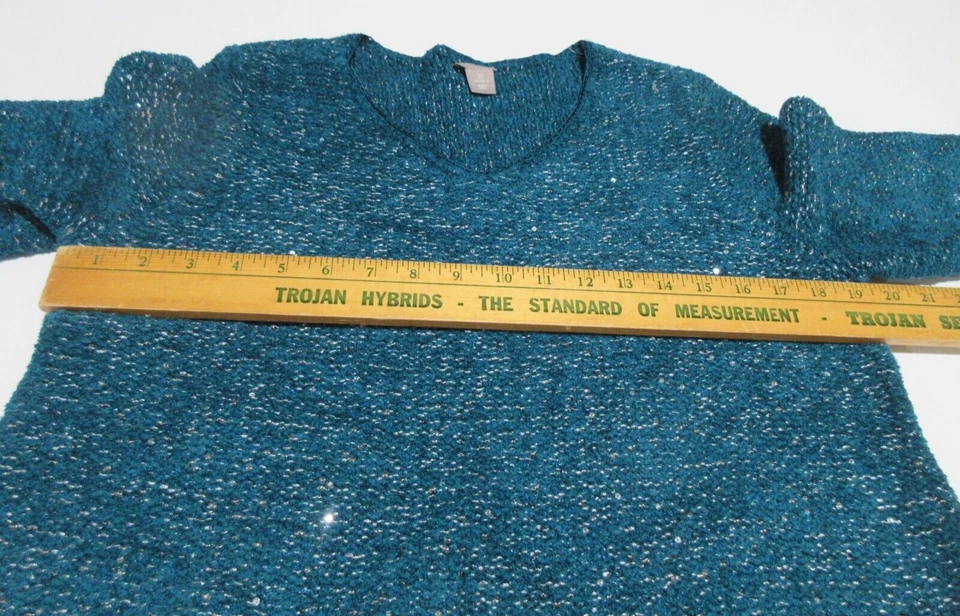 1 2 3 4 5 6 7 8 9 10 11 12 13 14 15 16 17 18 19 20 21
TROJAN HYBRIDS - THE STANDARD OF MEASUREMENT - TROJAN SE